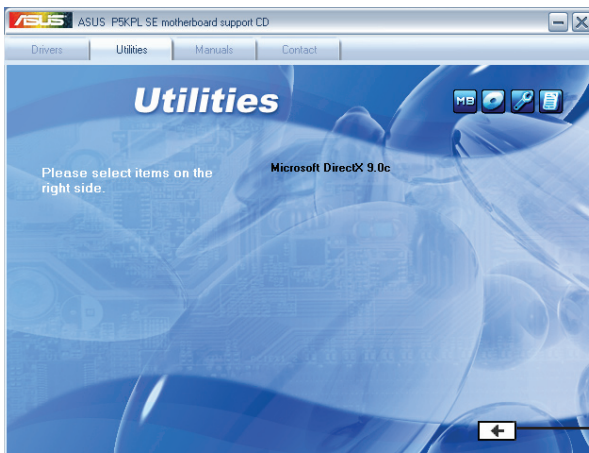 ASUS ASUS P5KPL SE motherboard support CD
Drivers Utilities Manuals Contact
Utilities
MB
Please select items on the
right side.
Microsoft DirectX 9.0c